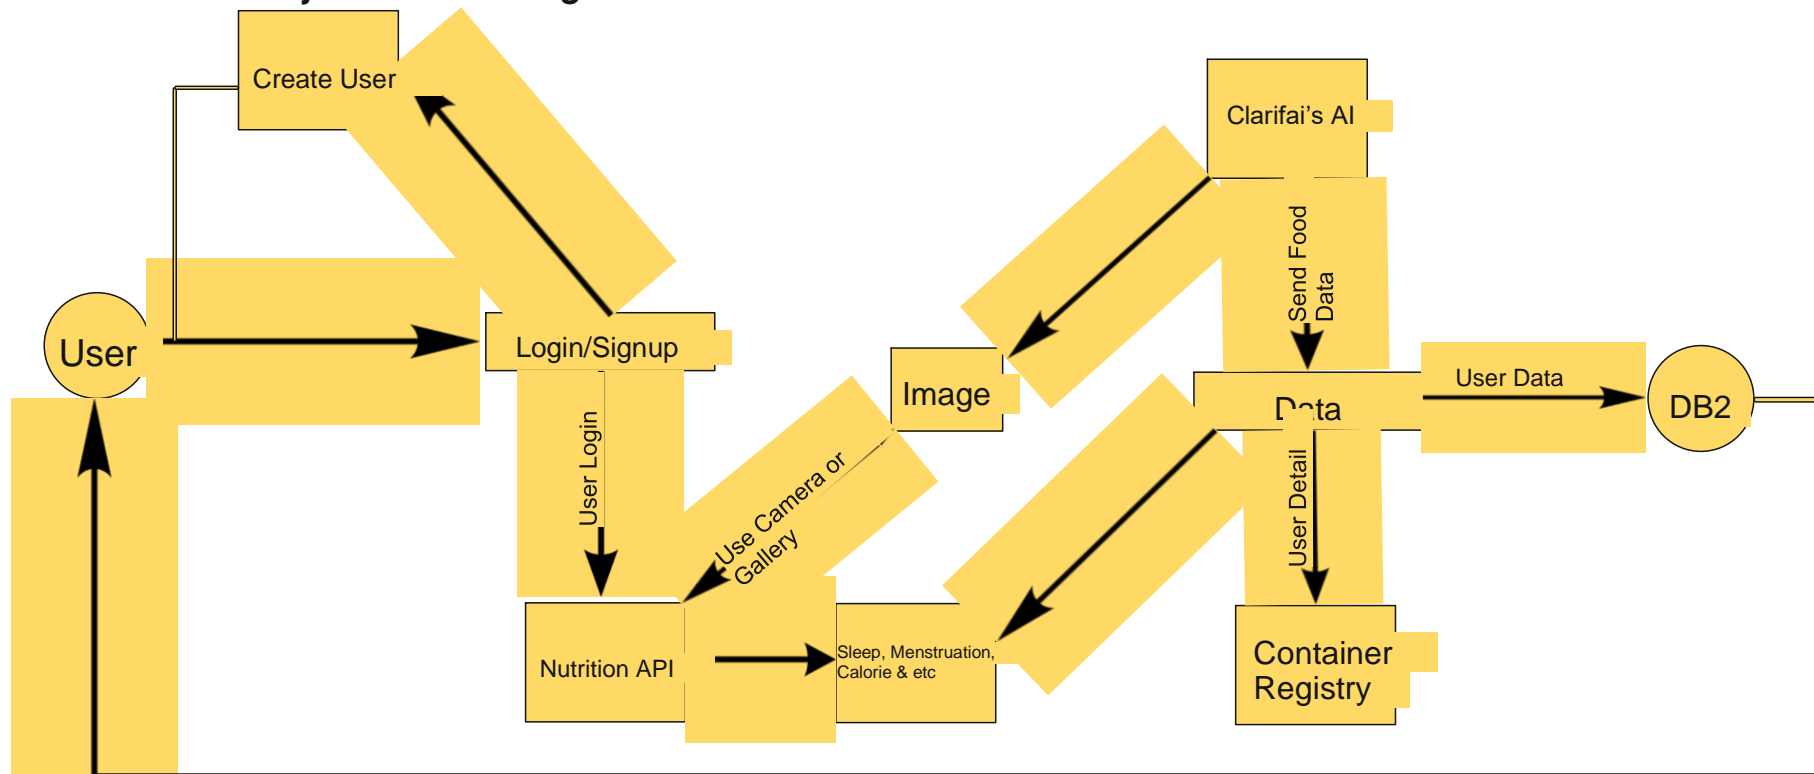 Create User
Clarifai's AI
Send Food
Data
User
Login/Signup
Image
User Data
Data
DB2
User Login
Use Camera or
Gallery
User Detail
Nutrition API
Sleep, Menstruation,
Calorie & etc
Container
Registry